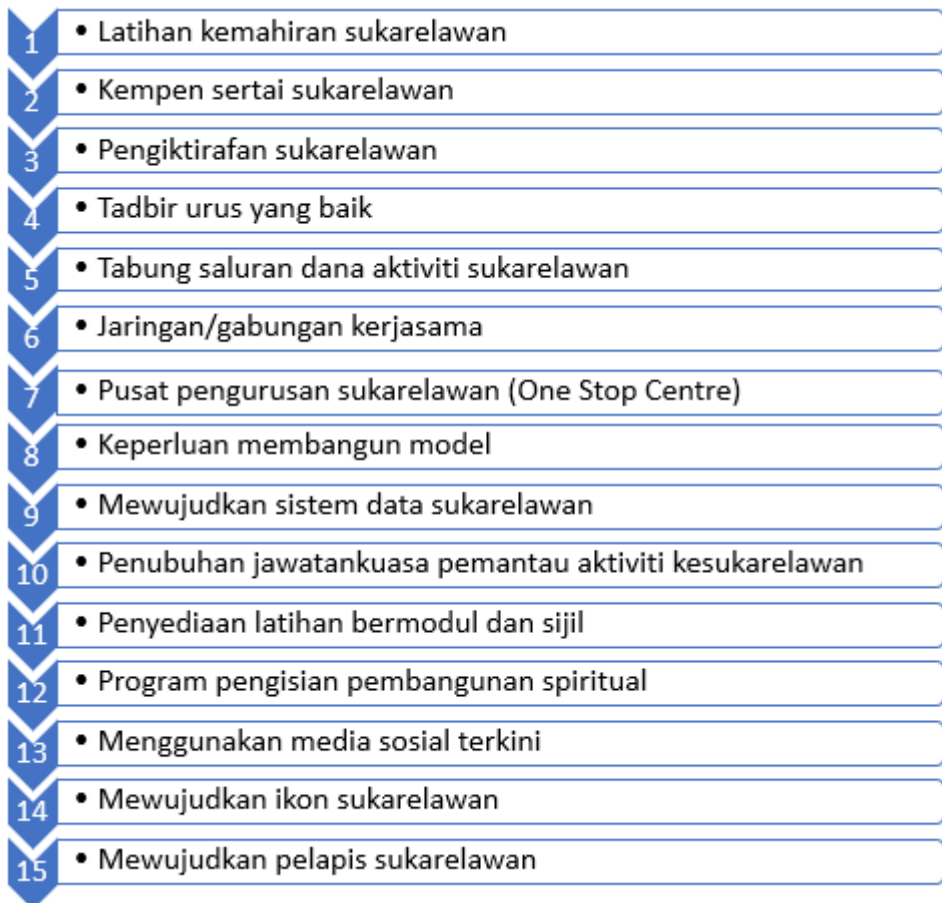 1 • Latihan kemahiran sukarelawan
2 • Kempen sertai sukarelawan
3 • Pengiktirafan sukarelawan
4 • Tadbir urus yang baik
5 • Tabung saluran dana aktiviti sukarelawan
6 • Jaringan/gabungan kerjasama
7 • Pusat pengurusan sukarelawan (One Stop Centre)
8 • Keperluan membangun model
9 • Mewujudkan sistem data sukarelawan
10 • Penubuhan jawatankuasa pemantau aktiviti kesukarelawan
11 • Penyediaan latihan bermodul dan sijil
12 • Program pengisian pembangunan spiritual
13 • Menggunakan media sosial terkini
14 • Mewujudkan ikon sukarelawan
15 • Mewujudkan pelapis sukarelawan